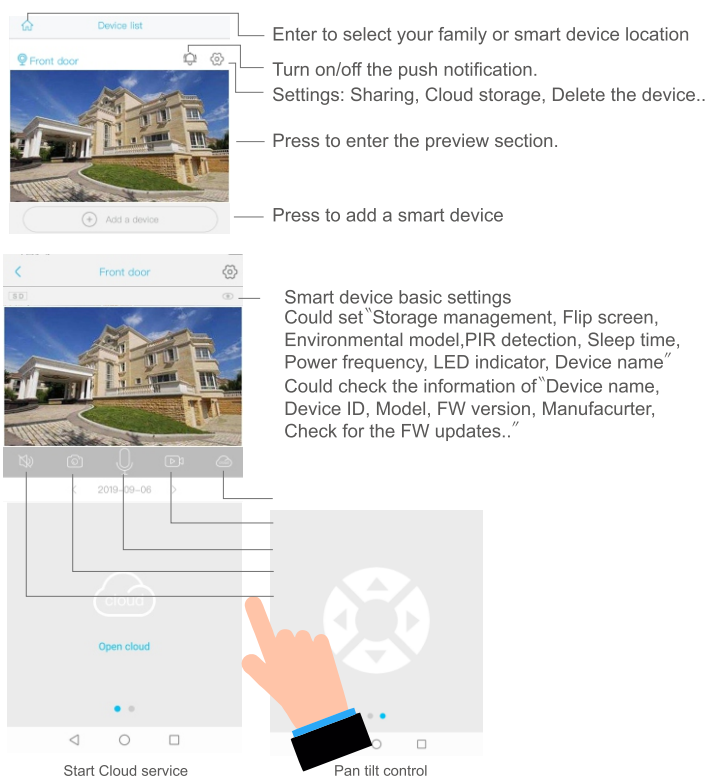 Device list
Enter to select your family or smart device location
Front door
Turn on/off the push notification.
Settings: Sharing, Cloud storage, Delete the device..
Press to enter the preview section.
Add a device
Press to add a smart device
Front door
SD
Smart device basic settings
Could set‶Storage management, Flip screen,
Environmental model,PIR detection, Sleep time,
Power frequency, LED indicator, Device name″
Could check the information of‶Device name,
Device ID, Model, FW version, Manufacurter,
Check for the FW updates..″
2019-09-06
cloud
Open cloud
Start Cloud service
Pan tilt control